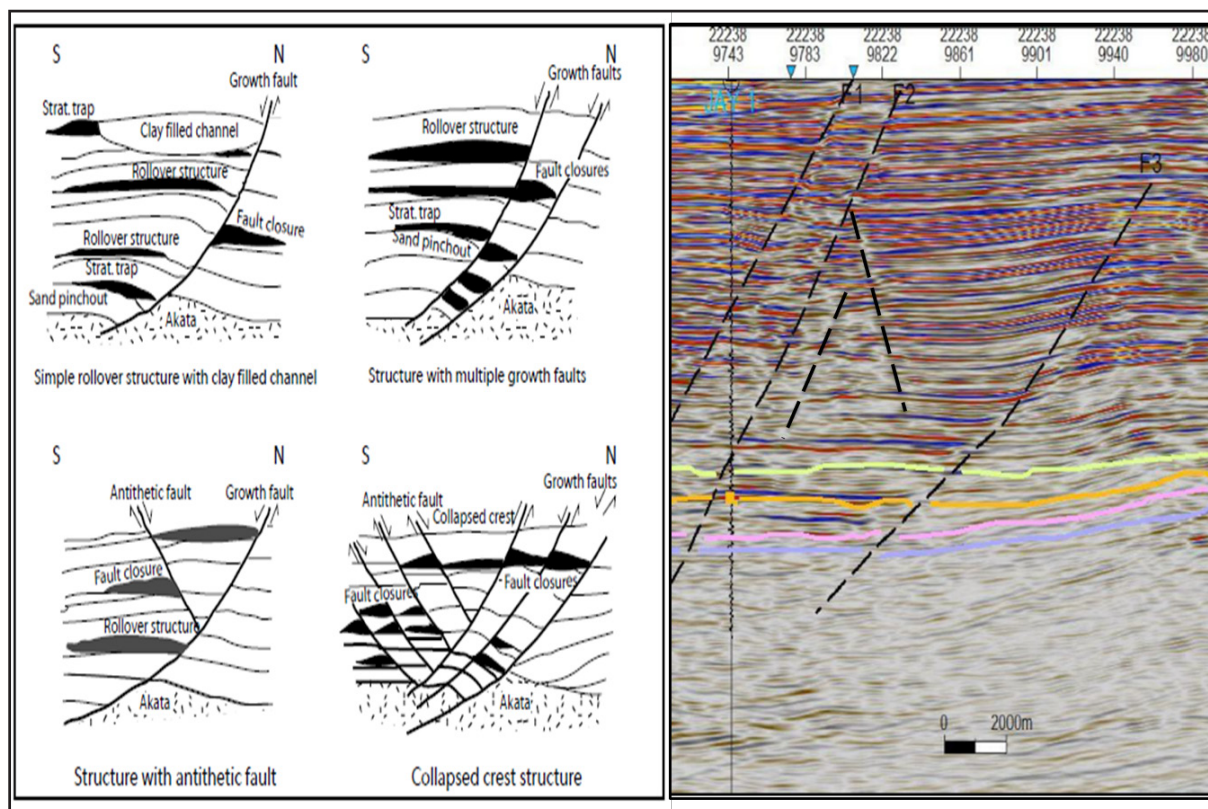 S N
Growth fault
Strat. trap
Clay filled channel
Rollover structure
Fault closure
Rollover structure
Strat. trap
Sand pinchout
Akata
Simple rollover structure with clay filled channel
S N
Growth faults
Rollover structure
Fault closures
Strat. trap
Sand pinchout
Akata
Structure with multiple growth faults
S N
Antithetic fault Growth fault
Fault closure
Rollover structure
Akata
Structure with antithetic fault
S N
Growth faults
Antithetic fault
Collapsed crest
Fault closures
Fault closures
Akata
Collapsed crest structure
22238 22238 22238 22238 22238 22238 22238
9743 9783 9822 9861 9901 9940 9980
JAY 1 F1 F2
F3
0 2000m